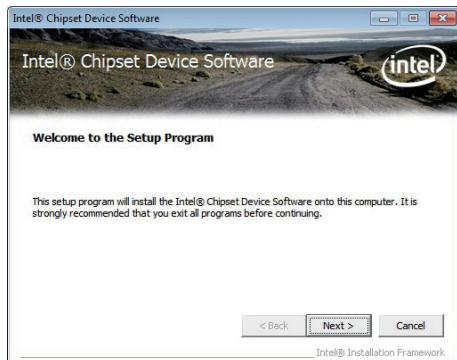 Intel® Chipset Device Software
Intel® Chipset Device Software
intel
Welcome to the Setup Program
This setup program will install the Intel® Chipset Device Software onto this computer. It is
strongly recommended that you exit all programs before continuing.
< Back Next > Cancel
Intel® Installation Framework